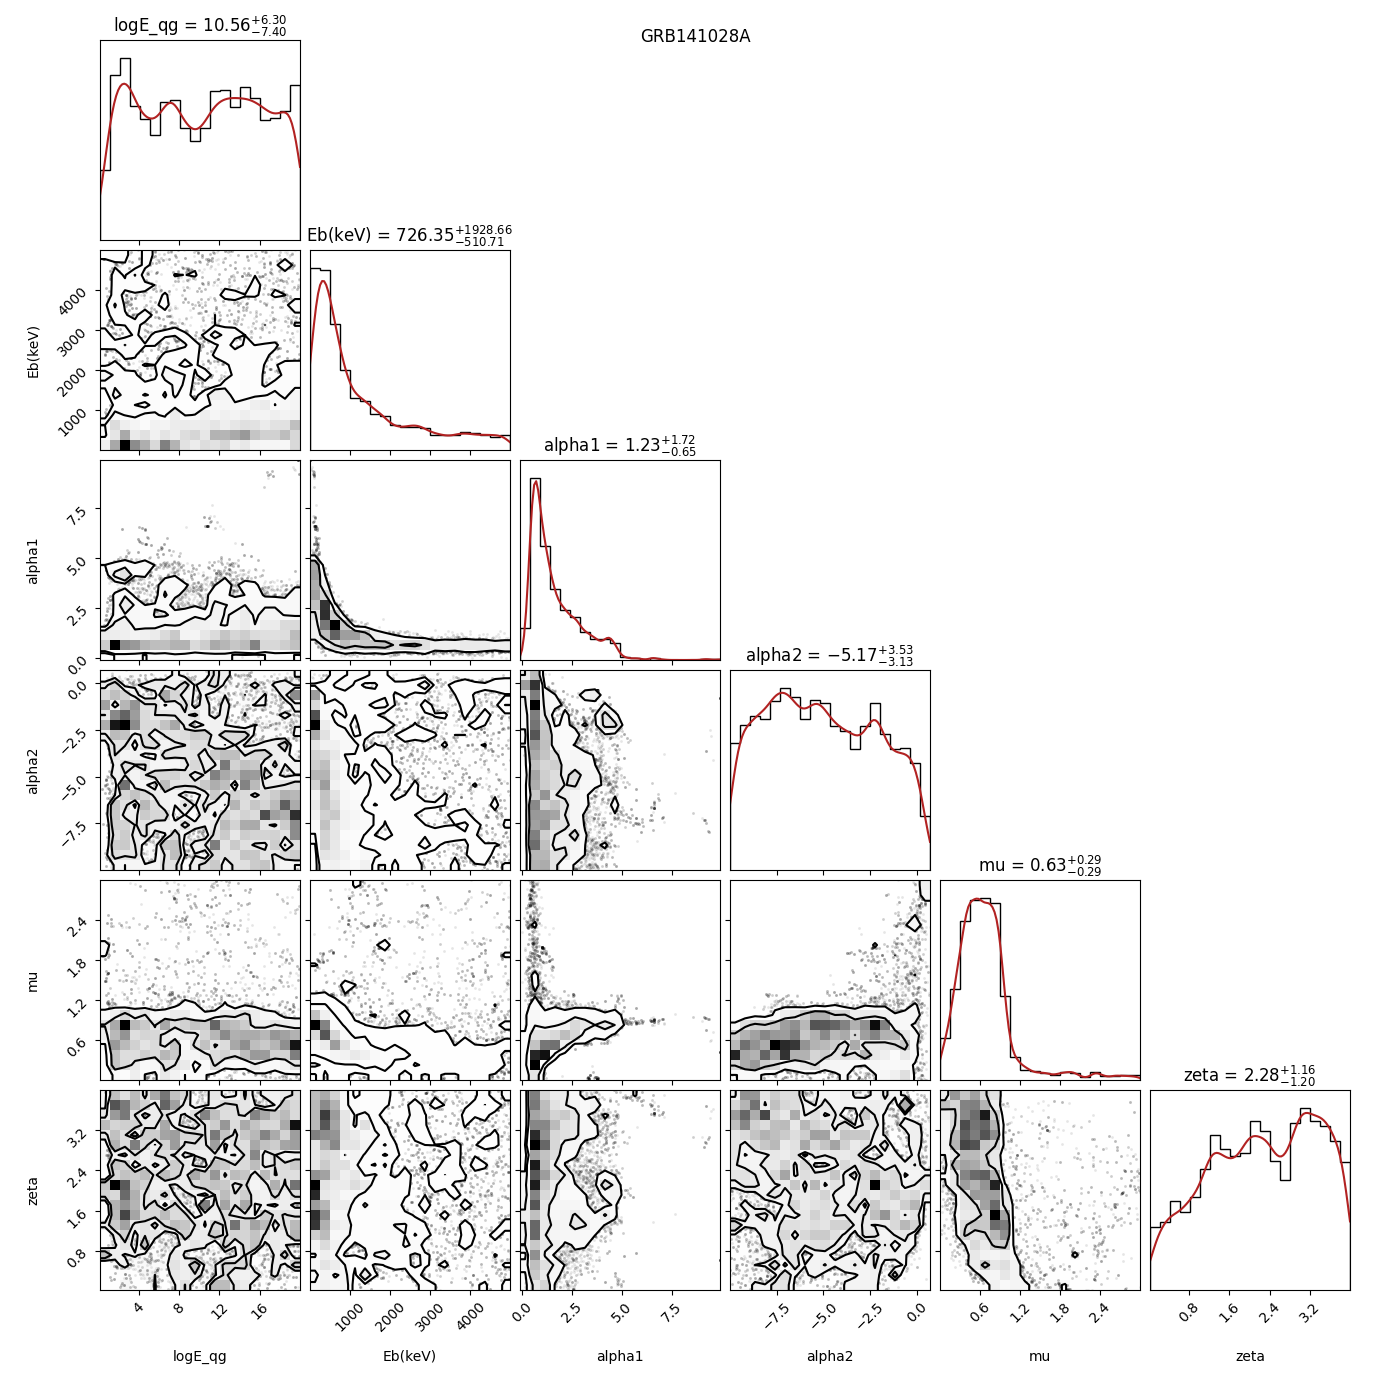 GRB141028A
logE_qg = 10.56+6.30−7.40
Eb(keV) = 726.35+1928.66−510.71
Eb(keV)
4000
3000
2000
1000
alpha1 = 1.23+1.72−0.65
alpha1
7.5
5.0
2.5
0.0
alpha2 = −5.17+3.53−3.13
alpha2
0.0
−2.5
−5.0
−7.5
mu = 0.63+0.29−0.29
mu
2.4
1.8
1.2
0.6
zeta = 2.28+1.16−1.20
zeta
3.2
2.4
1.6
0.8
4 8 12 16
1000 2000 3000 4000
0.0 2.5 5.0 7.5
−7.5 −5.0 −2.5 0.0
0.6 1.2 1.8 2.4
0.8 1.6 2.4 3.2
logE_qg Eb(keV) alpha1 alpha2 mu zeta